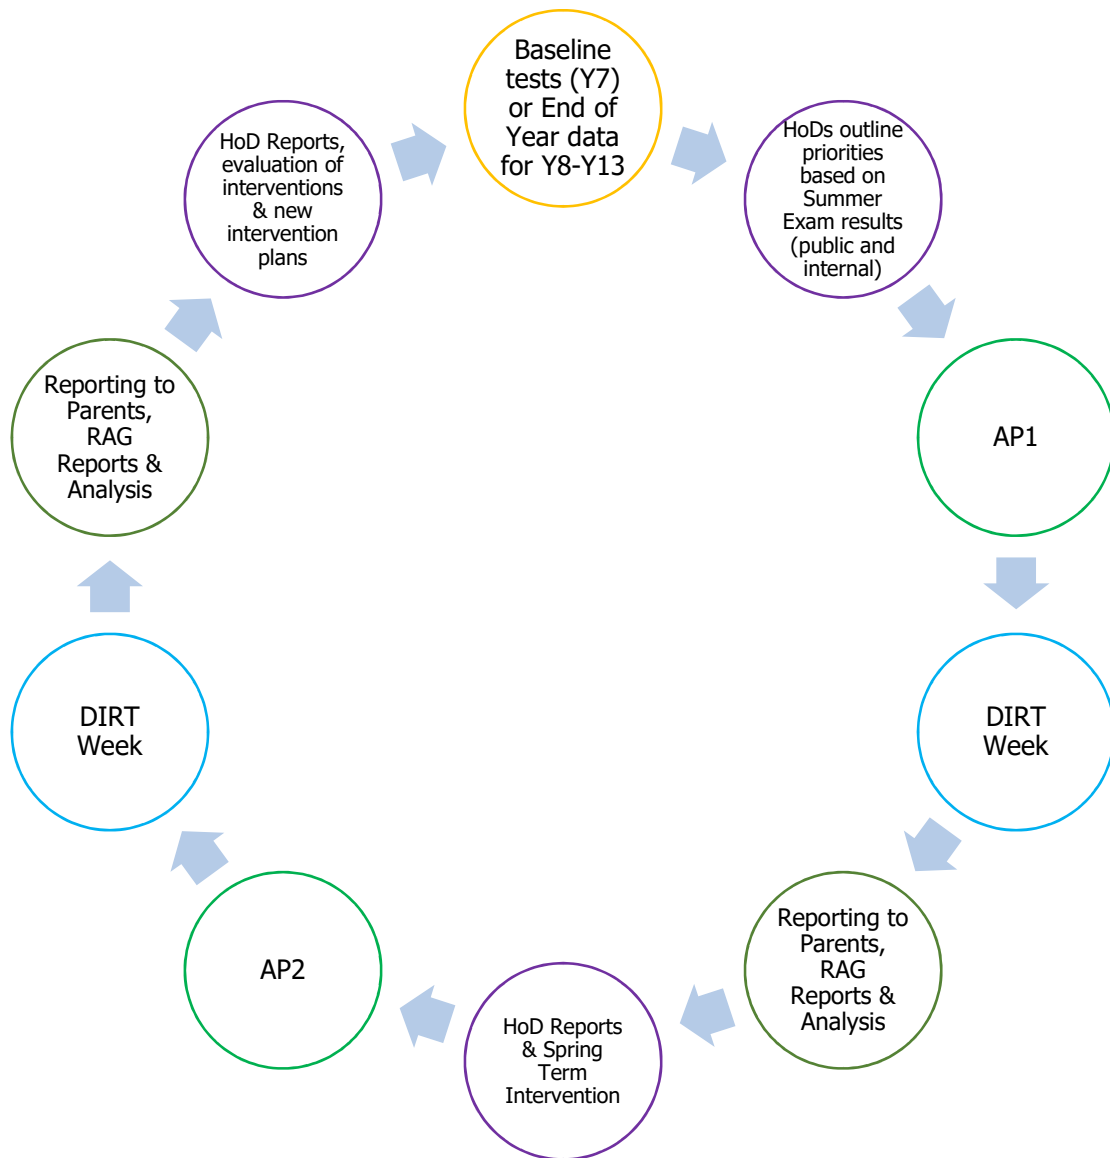 Baseline
tests (Y7)
or End of
Year data
for Y8-Y13
HoDs outline
priorities
based on
Summer
Exam results
(public and
internal)
AP1
DIRT
Week
Reporting to
Parents,
RAG
Reports &
Analysis
HoD Reports
& Spring
Term
Intervention
AP2
DIRT
Week
Reporting to
Parents,
RAG
Reports &
Analysis
HoD Reports,
evaluation of
interventions
& new
intervention
plans